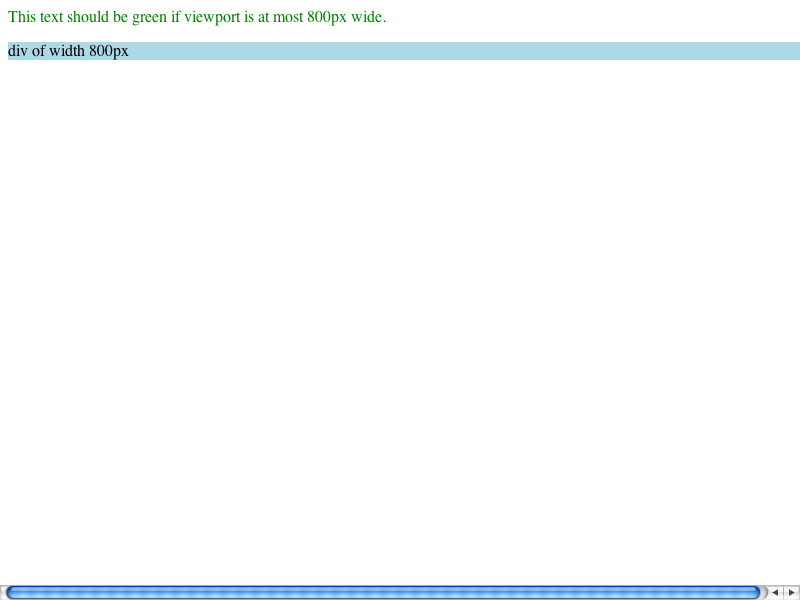 This text should be green if viewport is at most 800px wide.
div of width 800px